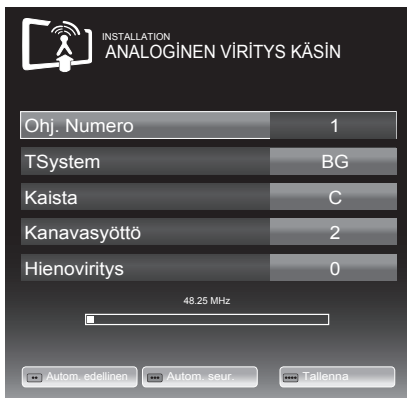 INSTALLATION
ANALOGİNEN VİRİTYS KÄSİN
Ohj. Numero 1
TSystem BG
Kaista C
Kanavasyöttö 2
Hienoviritys 0
48.25 MHz
Autom. edellinen Autom. seur. Tallenna